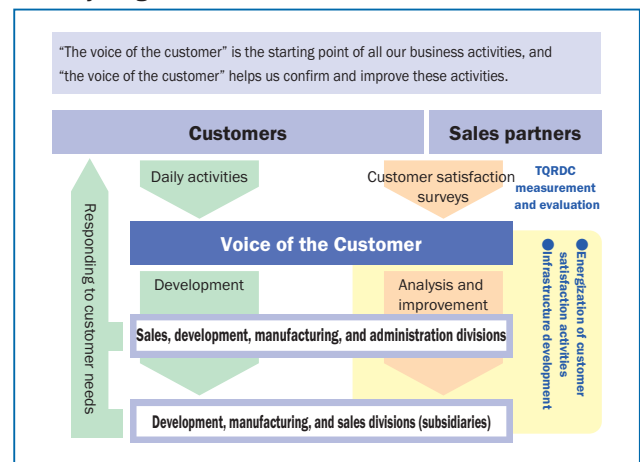 “The voice of the customer” is the starting point of all our business activities, and
“the voice of the customer” helps us confirm and improve these activities.
Customers
Sales partners
Daily activities
Customer satisfaction
surveys
TQRDC
measurement
and evaluation
Responding to customer needs
Voice of the Customer
Development
Analysis and
improvement
● Energization of customer
satisfaction activities
● Infrastructure development
Sales, development, manufacturing, and administration divisions
Development, manufacturing, and sales divisions (subsidiaries)